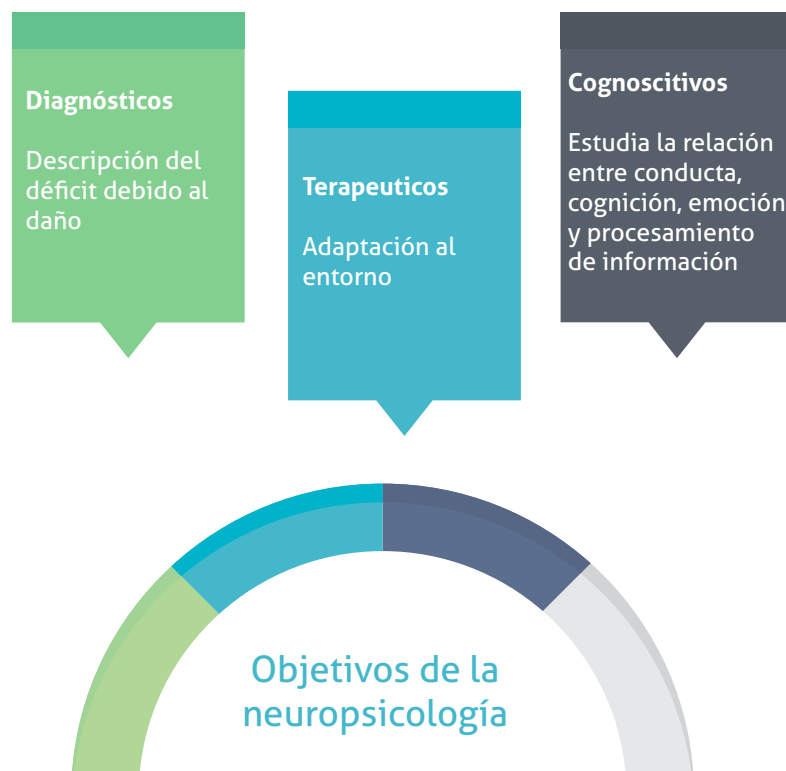 Diagnósticos
Descripción del
déficit debido al
daño
Terapeuticos
Adaptación al
entorno
Cognoscitivos
Estudia la relación
entre conducta,
cognición, emoción
y procesamiento
de información
Objetivos de la
neuropsicología